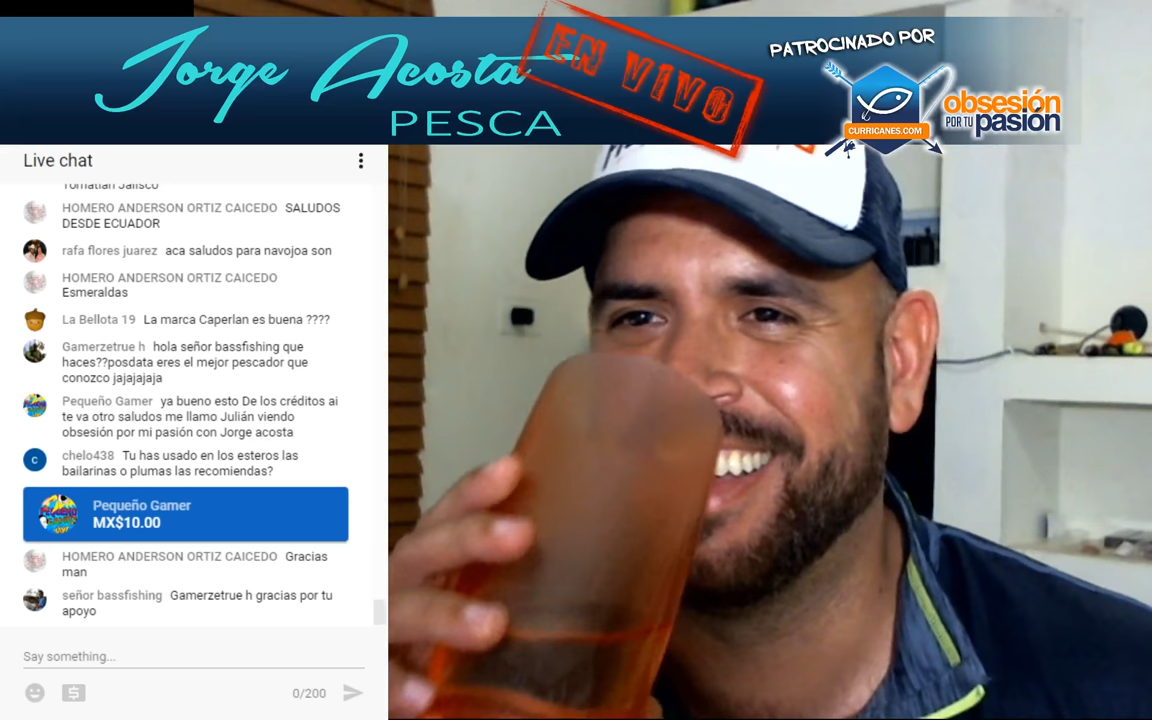 Jorge Acosta
PESCA
EN VIVO
PATROCINADO POR
CURRICANES.COM
obsesión
POR TU pasión
Live chat
Tomatlan Jalisco
HOMERO ANDERSON ORTIZ CAICEDO SALUDOS
DESDE ECUADOR
rafa flores juarez aca saludos para navojoa son
HOMERO ANDERSON ORTIZ CAICEDO
Esmeraldas
La Bellota 19 La marca Caperlan es buena ????
Gamerzetrue h hola señor bassfishing que
haces??posdata eres el mejor pescador que
conozco jajajajaja
Pequeño Gamer ya bueno esto De los créditos ai
te va otro saludos me llamo Julián viendo
obsesión por mi pasión con Jorge acosta
c
chelo438 Tu has usado en los esteros las
bailarinas o plumas las recomiendas?
Pequeño Gamer
MX$10.00
HOMERO ANDERSON ORTIZ CAICEDO Gracias
man
señor bassfishing Gamerzetrue h gracias por tu
apoyo
Say something...
0/200